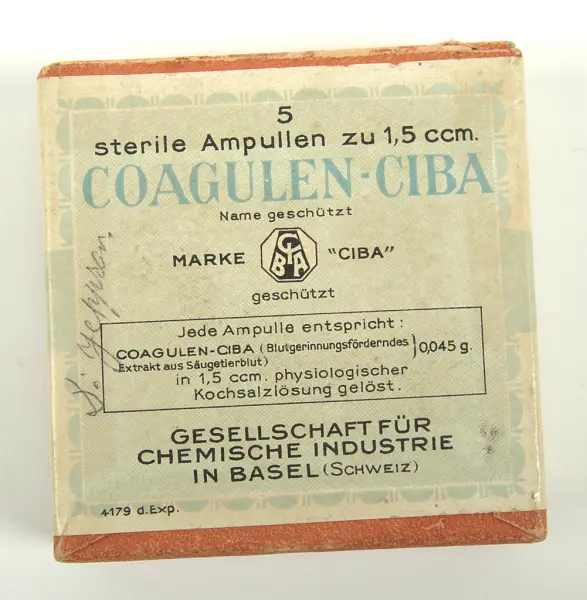 5
sterile Ampullen zu 1,5 ccm.
COAGULEN-CIBA
Name geschützt
MARKE CIBA "CIBA"
geschützt
Jede Ampulle entspricht:
COAGULEN-CIBA (Blutgerinnungsförderndes
Extrakt aus Säugetierblut) } 0,045 g.
in 1,5 ccm. physiologischer
Kochsalzlösung gelöst.
GESELLSCHAFT FÜR
CHEMISCHE INDUSTRIE
IN BASEL (SCHWEIZ)
4179 d.Exp.